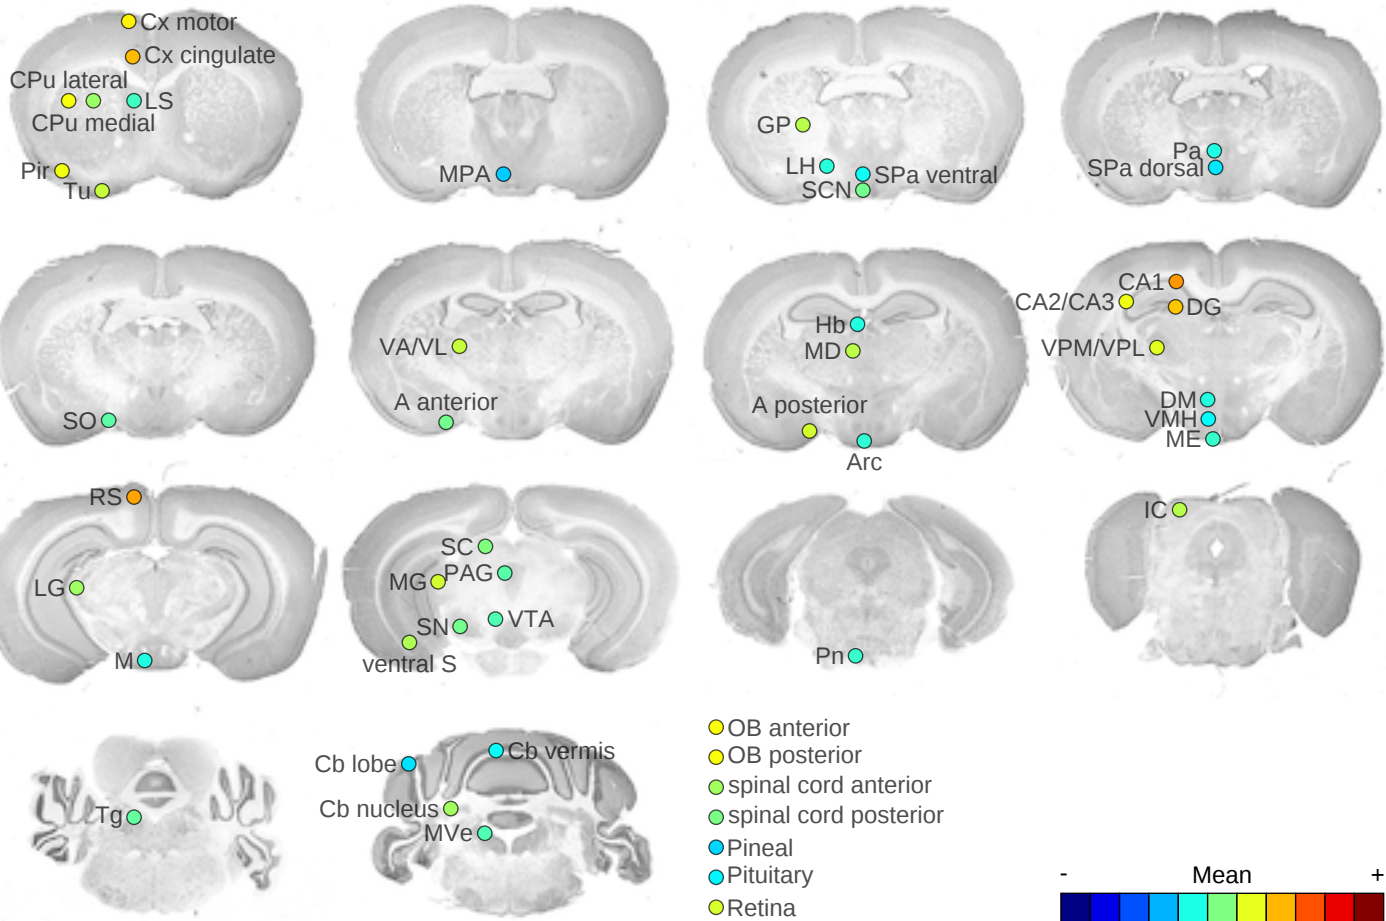 Cx motor
Cx cingulate
CPu lateral
LS
CPu medial
Pir
Tu
MPA
GP
LH
SPa ventral
SCN
Pa
SPa dorsal
SO
VA/VL
A anterior
Hb
MD
A posterior
Arc
CA1
CA2/CA3
DG
VPM/VPL
DM
VMH
ME
RS
LG
M
SC
MG
PAG
SN
VTA
ventral S
Pn
IC
Tg
Cb lobe
Cb vermis
Cb nucleus
MVe
OB anterior
OB posterior
spinal cord anterior
spinal cord posterior
Pineal
Pituitary
Retina
- Mean +